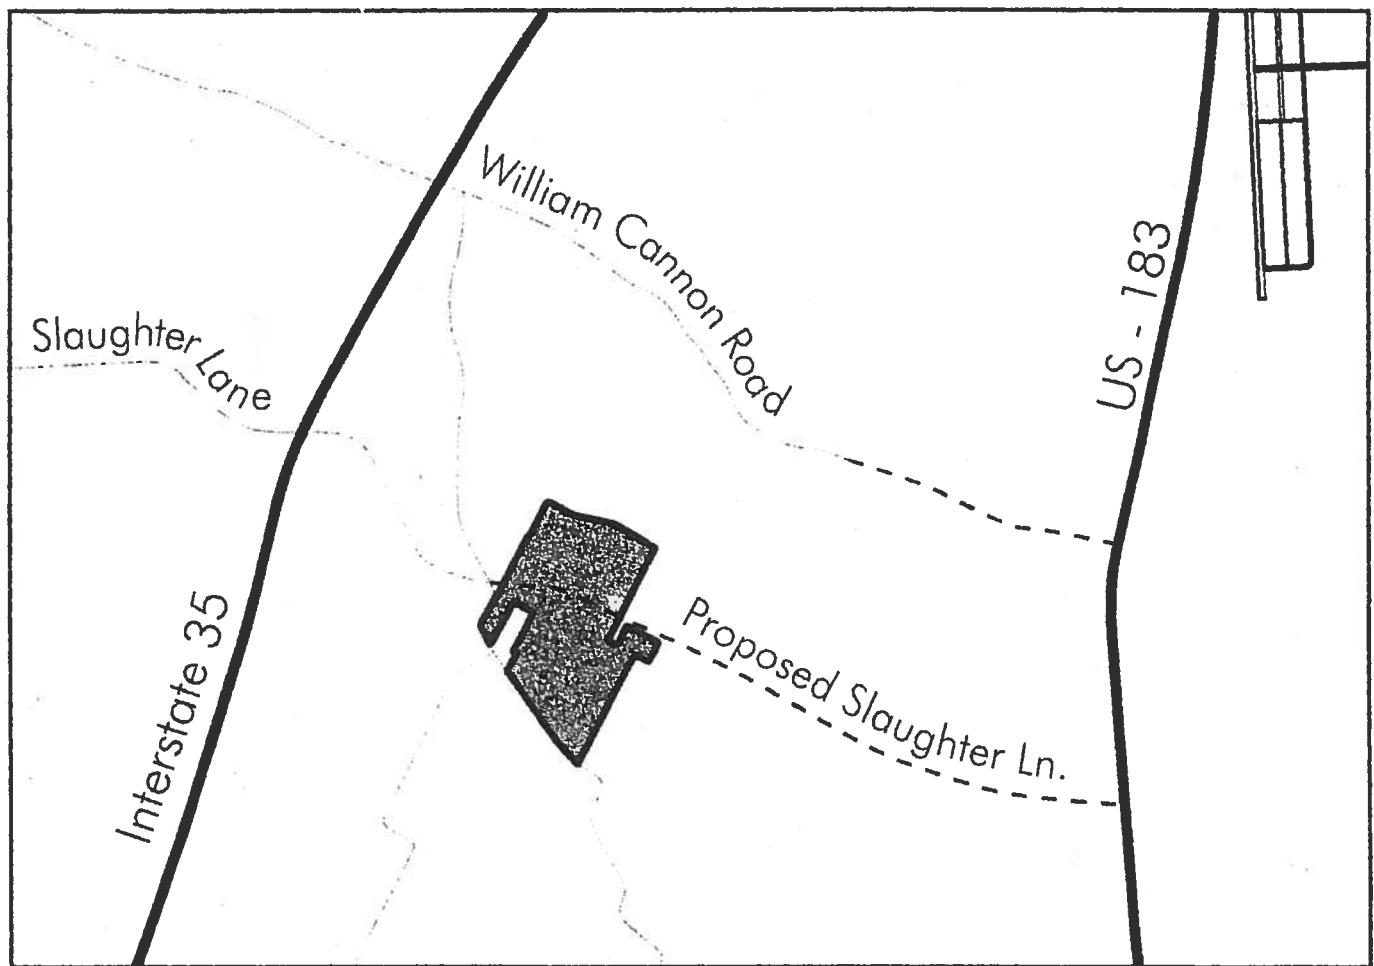 William Cannon Road
US - 183
Slaughter Lane
Interstate 35
Proposed Slaughter Ln.